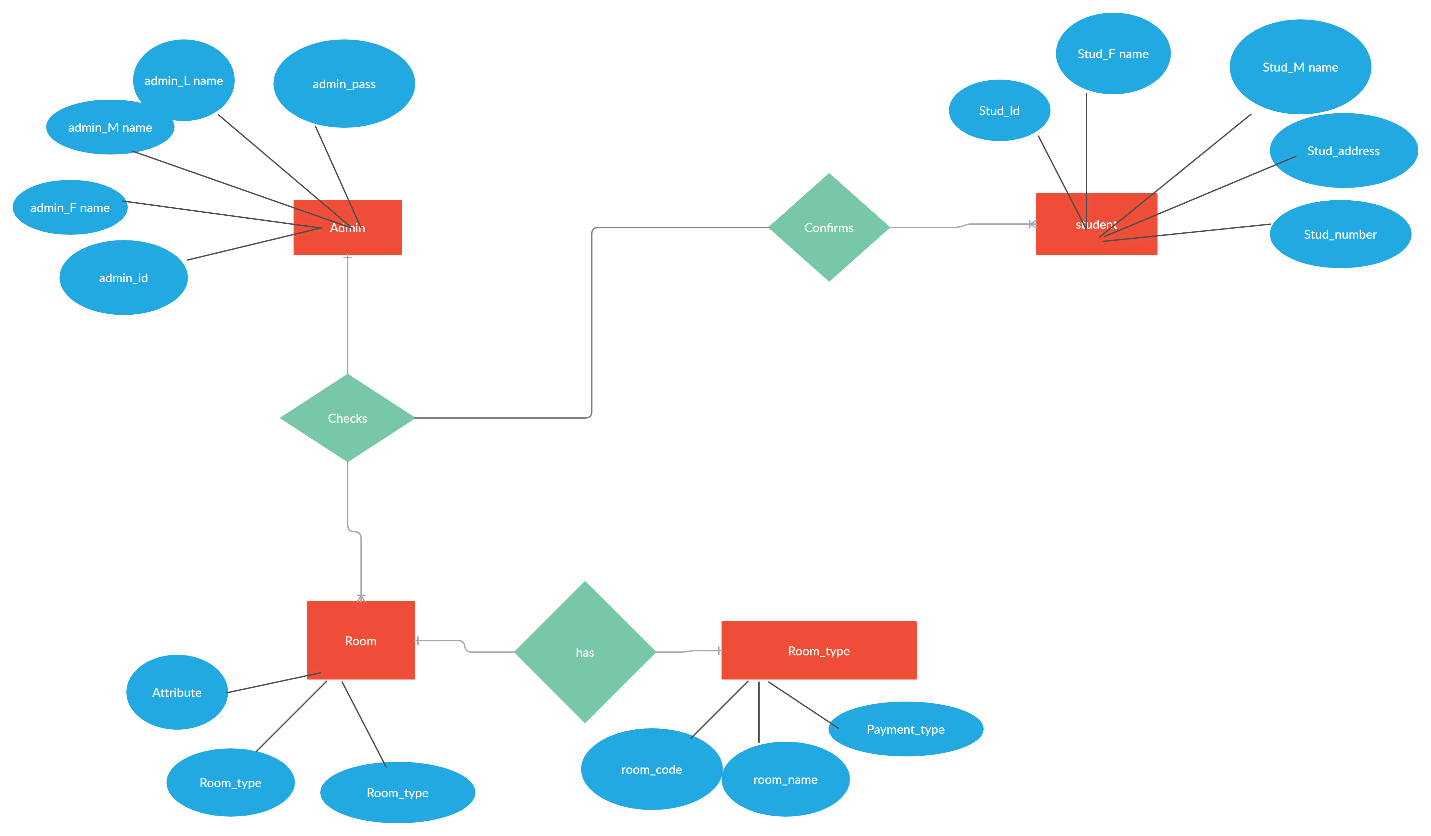 Stud_F name
Stud_M name
admin_L name
admin_pass
Stud_Id
admin_M name
Stud_address
admin_F name
Admin
Confirms
student
Stud_number
admin_id
Checks
Room
has
Room_type
Attribute
Payment_type
room_code
room_name
Room_type
Room_type